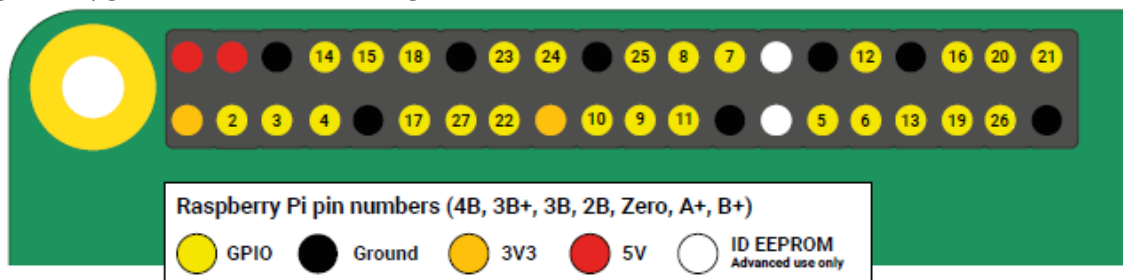 14 15 18 23 24 25 8 7 12 16 20 21
2 3 4 17 27 22 10 9 11 5 6 13 19 26
Raspberry Pi pin numbers (4B, 3B+, 3B, 2B, Zero, A+, B+)
GPIO Ground 3V3 5V ID EEPROM
Advanced use only